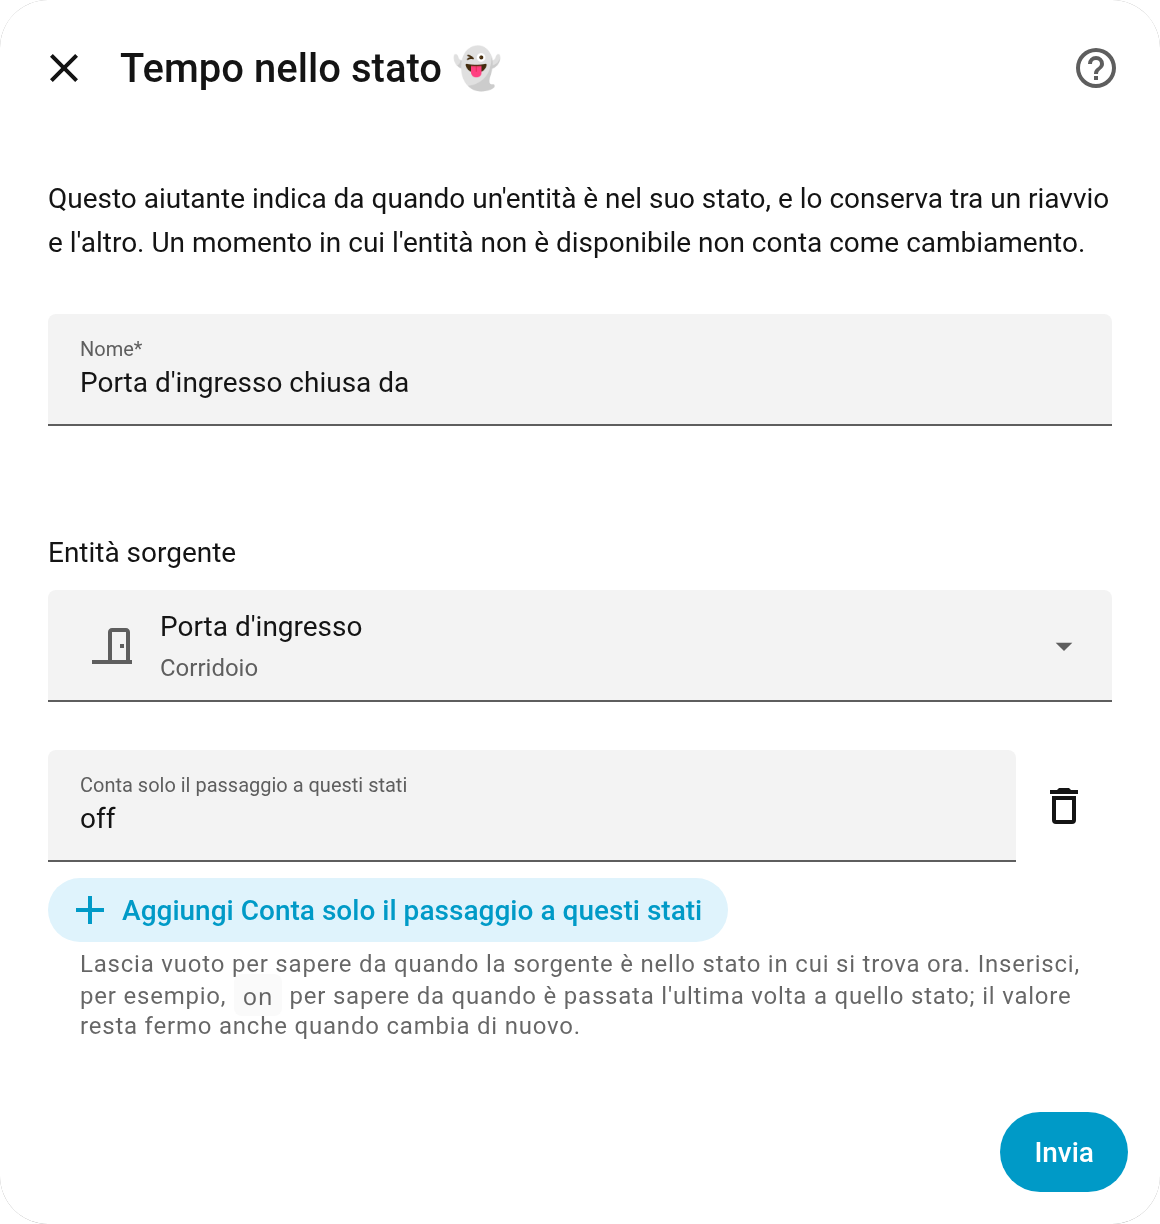 Tempo nello stato 👻
Questo aiutante indica da quando un'entità è nel suo stato, e lo conserva tra un riavvio
e l'altro. Un momento in cui l'entità non è disponibile non conta come cambiamento.
Nome*
Porta d'ingresso chiusa da
Entità sorgente
Porta d'ingresso
Corridoio
Conta solo il passaggio a questi stati
off
Aggiungi Conta solo il passaggio a questi stati
Lascia vuoto per sapere da quando la sorgente è nello stato in cui si trova ora. Inserisci,
per esempio, on per sapere da quando è passata l'ultima volta a quello stato; il valore
resta fermo anche quando cambia di nuovo.
Invia